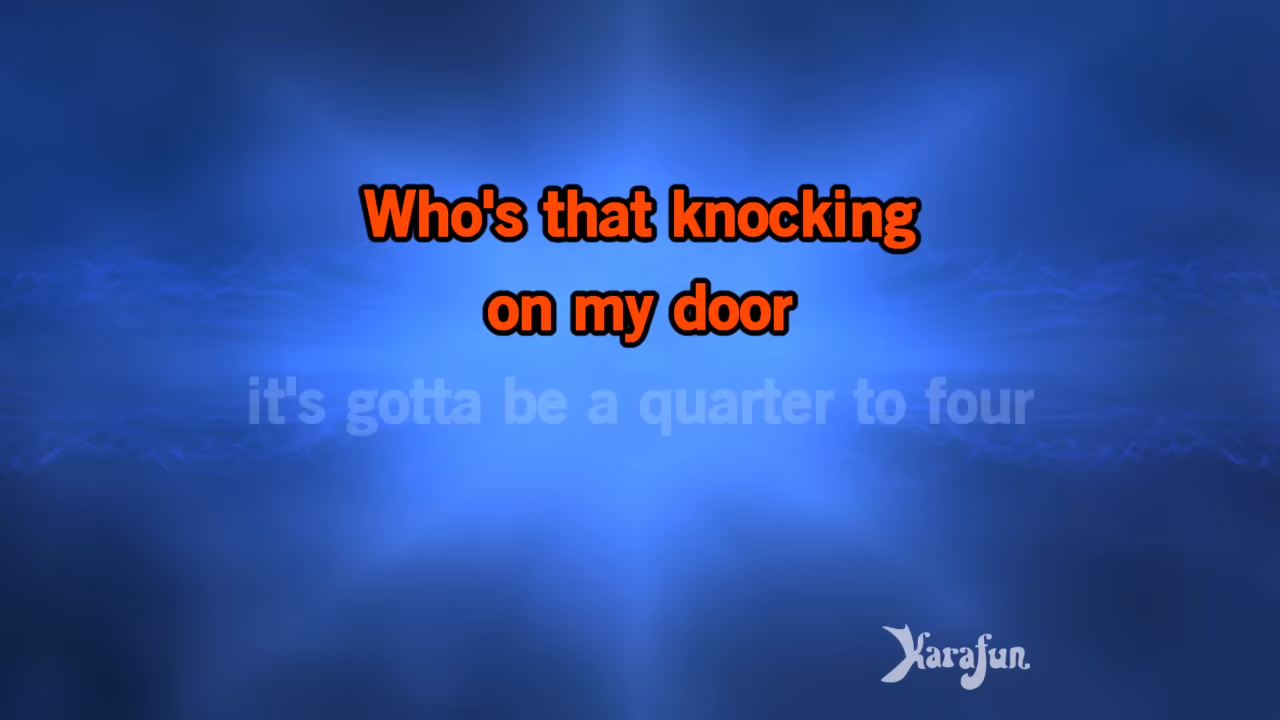 Who's that knocking
on my door
it's gotta be a quarter to four
Karafun